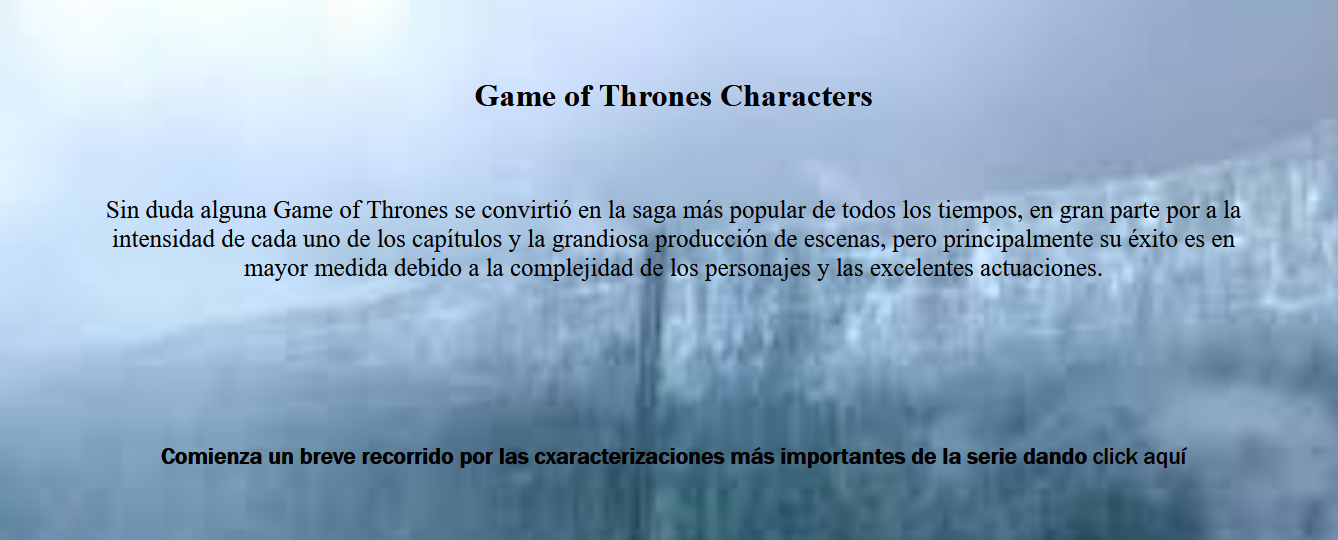 Game of Thrones Characters
Sin duda alguna Game of Thrones se convirtió en la saga más popular de todos los tiempos, en gran parte por a la
intensidad de cada uno de los capítulos y la grandiosa producción de escenas, pero principalmente su éxito es en
mayor medida debido a la complejidad de los personajes y las excelentes actuaciones.
Comienza un breve recorrido por las cxaracterizaciones más importantes de la serie dando click aquí